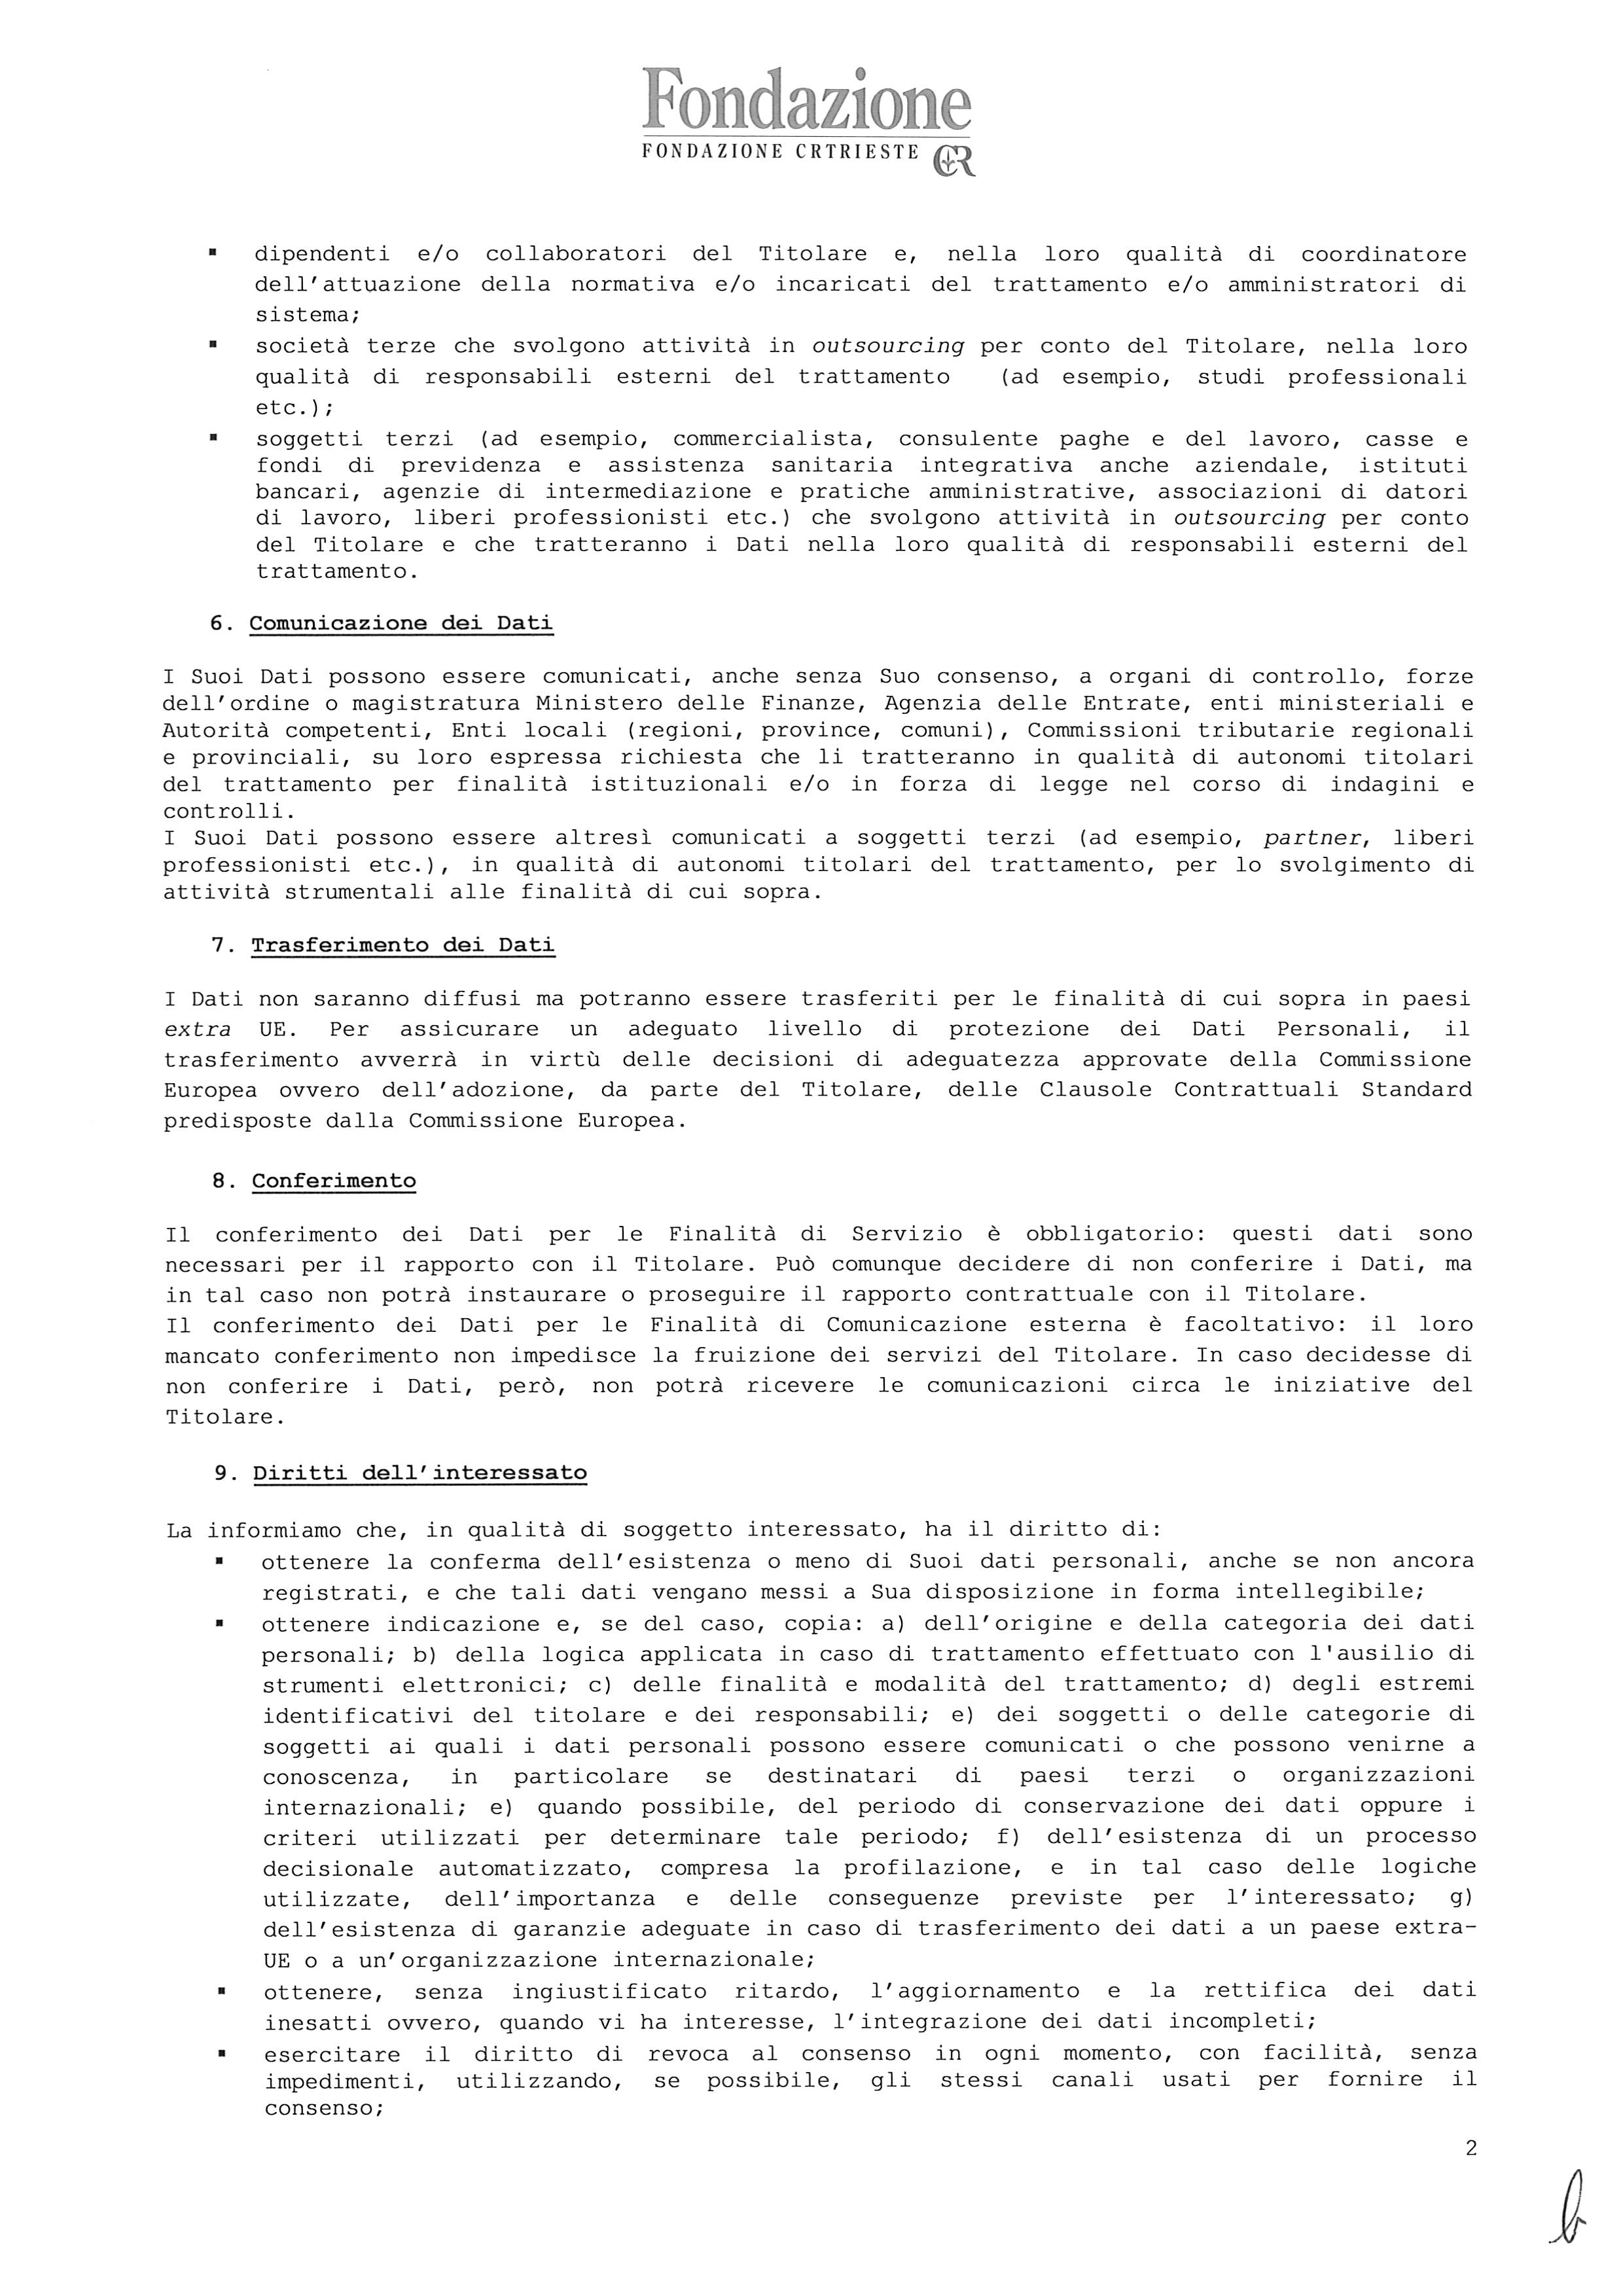 Fondazione
FONDAZIONE CRTRIESTE
▪ dipendenti e/o collaboratori del Titolare e, nella loro qualità di coordinatore
dell'attuazione della normativa e/o incaricati del trattamento e/o amministratori di
sistema;
▪ società terze che svolgono attività in outsourcing per conto del Titolare, nella loro
qualità di responsabili esterni del trattamento (ad esempio, studi professionali
etc.);
▪ soggetti terzi (ad esempio, commercialista, consulente paghe e del lavoro, casse e
fondi di previdenza e assistenza sanitaria integrativa anche aziendale, istituti
bancari, agenzie di intermediazione e pratiche amministrative, associazioni di datori
di lavoro, liberi professionisti etc.) che svolgono attività in outsourcing per conto
del Titolare e che tratteranno i Dati nella loro qualità di responsabili esterni del
trattamento.
6. Comunicazione dei Dati
I Suoi Dati possono essere comunicati, anche senza Suo consenso, a organi di controllo, forze
dell'ordine o magistratura Ministero delle Finanze, Agenzia delle Entrate, enti ministeriali e
Autorità competenti, Enti locali (regioni, province, comuni), Commissioni tributarie regionali
e provinciali, su loro espressa richiesta che li tratteranno in qualità di autonomi titolari
del trattamento per finalità istituzionali e/o in forza di legge nel corso di indagini e
controlli.
I Suoi Dati possono essere altresì comunicati a soggetti terzi (ad esempio, partner, liberi
professionisti etc.), in qualità di autonomi titolari del trattamento, per lo svolgimento di
attività strumentali alle finalità di cui sopra.
7. Trasferimento dei Dati
I Dati non saranno diffusi ma potranno essere trasferiti per le finalità di cui sopra in paesi
extra UE. Per assicurare un adeguato livello di protezione dei Dati Personali, il
trasferimento avverrà in virtù delle decisioni di adeguatezza approvate della Commissione
Europea ovvero dell'adozione, da parte del Titolare, delle Clausole Contrattuali Standard
predisposte dalla Commissione Europea.
8. Conferimento
Il conferimento dei Dati per le Finalità di Servizio è obbligatorio: questi dati sono
necessari per il rapporto con il Titolare. Può comunque decidere di non conferire i Dati, ma
in tal caso non potrà instaurare o proseguire il rapporto contrattuale con il Titolare.
Il conferimento dei Dati per le Finalità di Comunicazione esterna è facoltativo: il loro
mancato conferimento non impedisce la fruizione dei servizi del Titolare. In caso decidesse di
non conferire i Dati, però, non potrà ricevere le comunicazioni circa le iniziative del
Titolare.
9. Diritti dell'interessato
La informiamo che, in qualità di soggetto interessato, ha il diritto di:
▪ ottenere la conferma dell'esistenza o meno di Suoi dati personali, anche se non ancora
registrati, e che tali dati vengano messi a Sua disposizione in forma intellegibile;
▪ ottenere indicazione e, se del caso, copia: a) dell'origine e della categoria dei dati
personali; b) della logica applicata in caso di trattamento effettuato con l'ausilio di
strumenti elettronici; c) delle finalità e modalità del trattamento; d) degli estremi
identificativi del titolare e dei responsabili; e) dei soggetti o delle categorie di
soggetti ai quali i dati personali possono essere comunicati o che possono venirne a
conoscenza, in particolare se destinatari di paesi terzi o organizzazioni
internazionali; e) quando possibile, del periodo di conservazione dei dati oppure i
criteri utilizzati per determinare tale periodo; f) dell'esistenza di un processo
decisionale automatizzato, compresa la profilazione, e in tal caso delle logiche
utilizzate, dell'importanza e delle conseguenze previste per l'interessato; g)
dell'esistenza di garanzie adeguate in caso di trasferimento dei dati a un paese extra-
UE o a un'organizzazione internazionale;
▪ ottenere, senza ingiustificato ritardo, l'aggiornamento e la rettifica dei dati
inesatti ovvero, quando vi ha interesse, l'integrazione dei dati incompleti;
▪ esercitare il diritto di revoca al consenso in ogni momento, con facilità, senza
impedimenti, utilizzando, se possibile, gli stessi canali usati per fornire il
consenso;
2